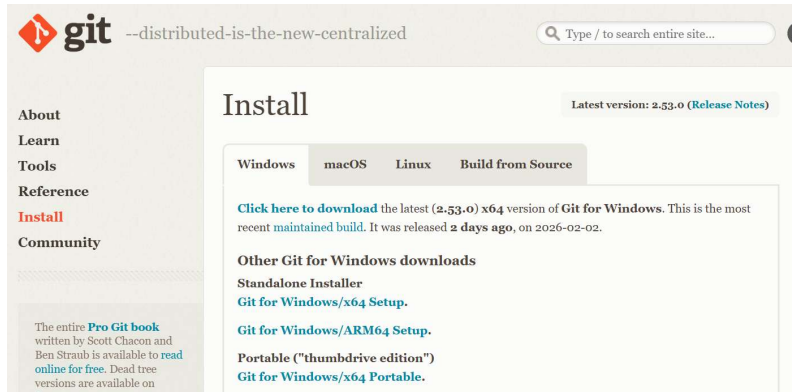 git --distributed-is-the-new-centralized
Type / to search entire site...
About
Learn
Tools
Reference
Install
Community
The entire Pro Git book
written by Scott Chacon and
Ben Straub is available to read
online for free. Dead tree
versions are available on
Install
Latest version: 2.53.0 (Release Notes)
Windows macOS Linux Build from Source
Click here to download the latest (2.53.0) x64 version of Git for Windows. This is the most
recent maintained build. It was released 2 days ago, on 2026-02-02.
Other Git for Windows downloads
Standalone Installer
Git for Windows/x64 Setup.
Git for Windows/ARM64 Setup.
Portable ("thumbdrive edition")
Git for Windows/x64 Portable.